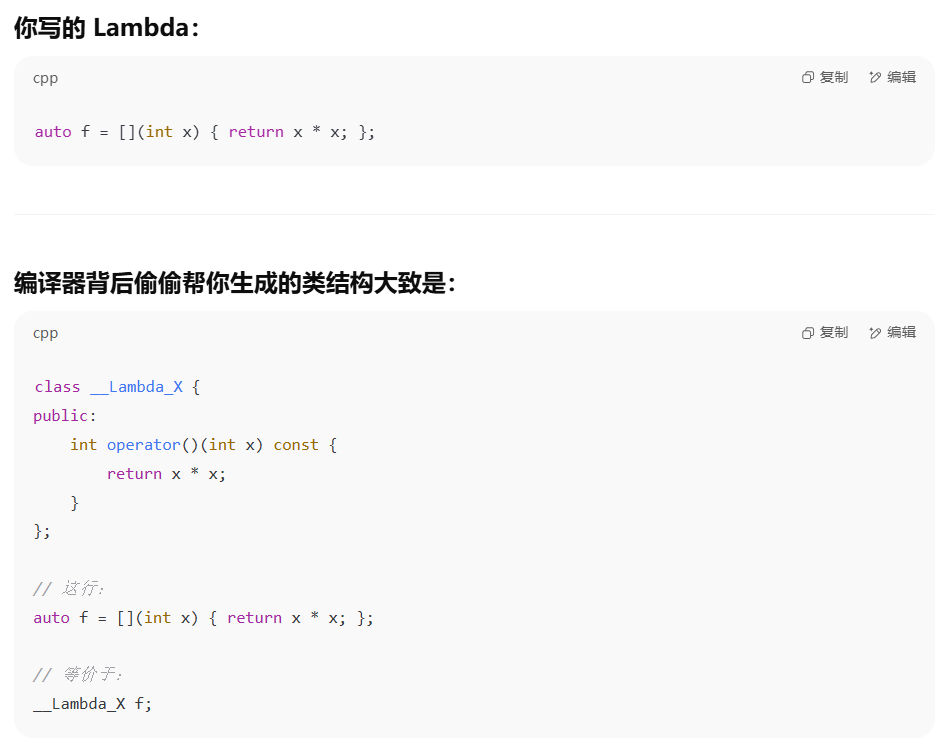 你写的 Lambda：
cpp
复制 编辑
auto f = [](int x) { return x * x; };
编译器背后偷偷帮你生成的类结构大致是：
cpp
复制 编辑
class __Lambda_X {
public:
    int operator()(int x) const {
        return x * x;
    }
};
// 这行：
auto f = [](int x) { return x * x; };
// 等价于：
__Lambda_X f;